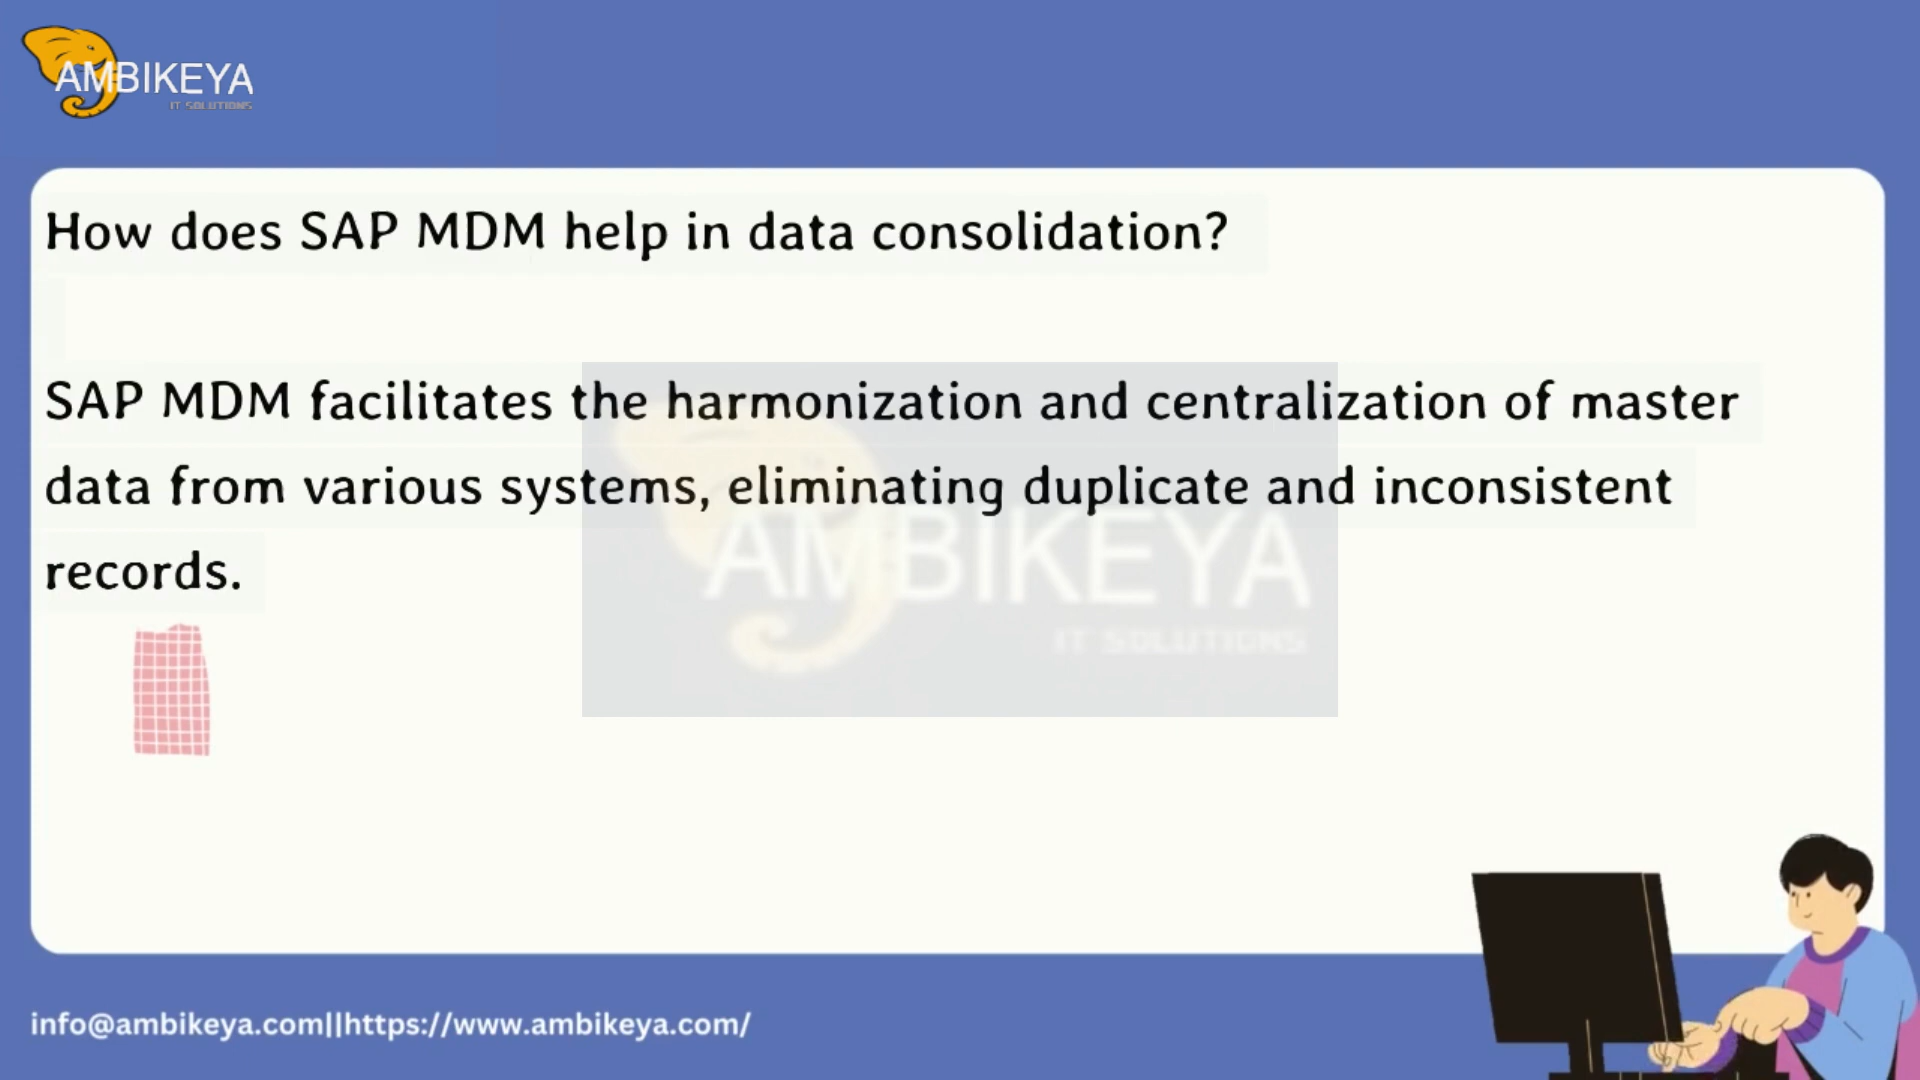 AMBIKEYA
IT SOLUTIONS
How does SAP MDM help in data consolidation?
SAP MDM facilitates the harmonization and centralization of master
data from various systems, eliminating duplicate and inconsistent
records.
AMBIKEYA
IT SOLUTIONS
info@ambikeya.com||https://www.ambikeya.com/